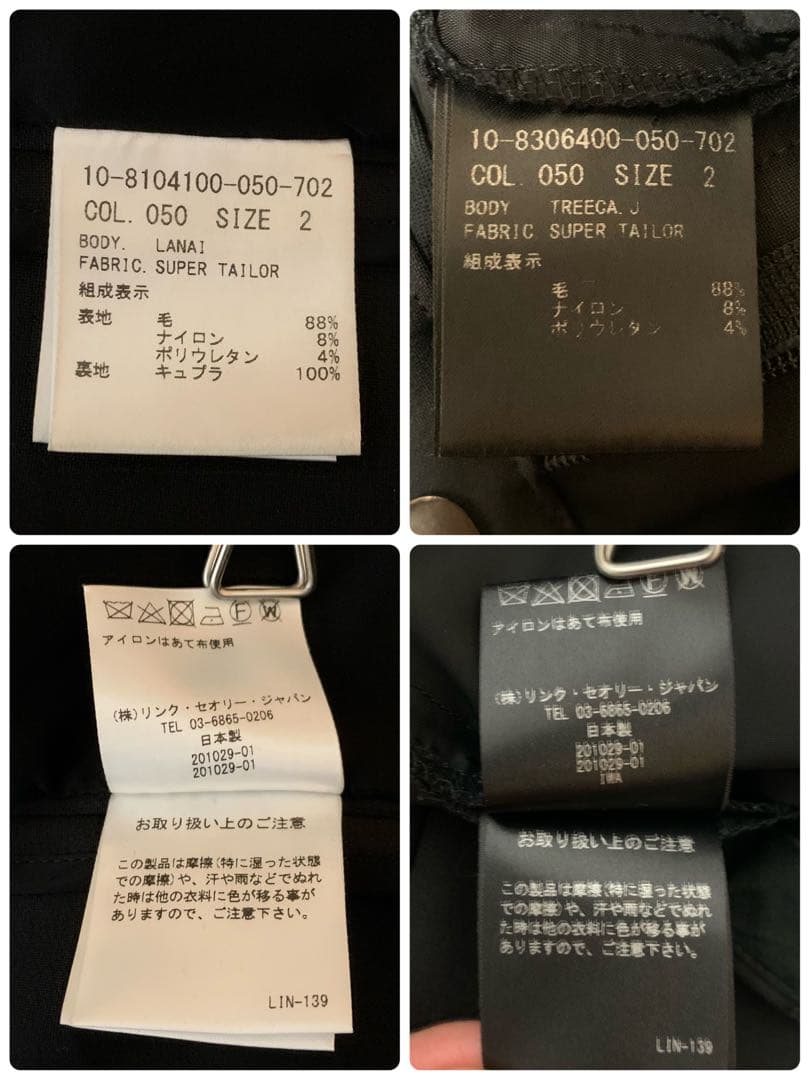 10-8104100-050-702
COL. 050 SIZE 2
BODY. LANAI
FABRIC. SUPER TAILOR
組成表示
表地 毛 88%
ナイロン 8%
ポリウレタン 4%
裏地 キュプラ 100%
10-8306400-050-702
COL. 050 SIZE 2
BODY TREECA.J
FABRIC SUPER TAILOR
組成表示
毛 88%
ナイロン 8%
ポリウレタン 4%
F W
アイロンはあて布使用
(株)リンク・セオリー・ジャパン
TEL 03-6865-0206
日本製
201029-01
201029-01
お取り扱い上のご注意
この製品は摩擦(特に湿った状態
での摩擦)や、汗や雨などでぬれ
た時は他の衣料に色が移る事が
ありますので、ご注意下さい。
LIN-139
F W
アイロンはあて布使用
(株)リンク・セオリー・ジャパン
TEL 03-6865-0206
日本製
201029-01
201029-01
IWA
お取り扱い上のご注意
この製品は摩擦(特に湿った状態
での摩擦)や、汗や雨などでぬれ
た時は他の衣料に色が移る事が
ありますので、ご注意下さい。
LIN-139